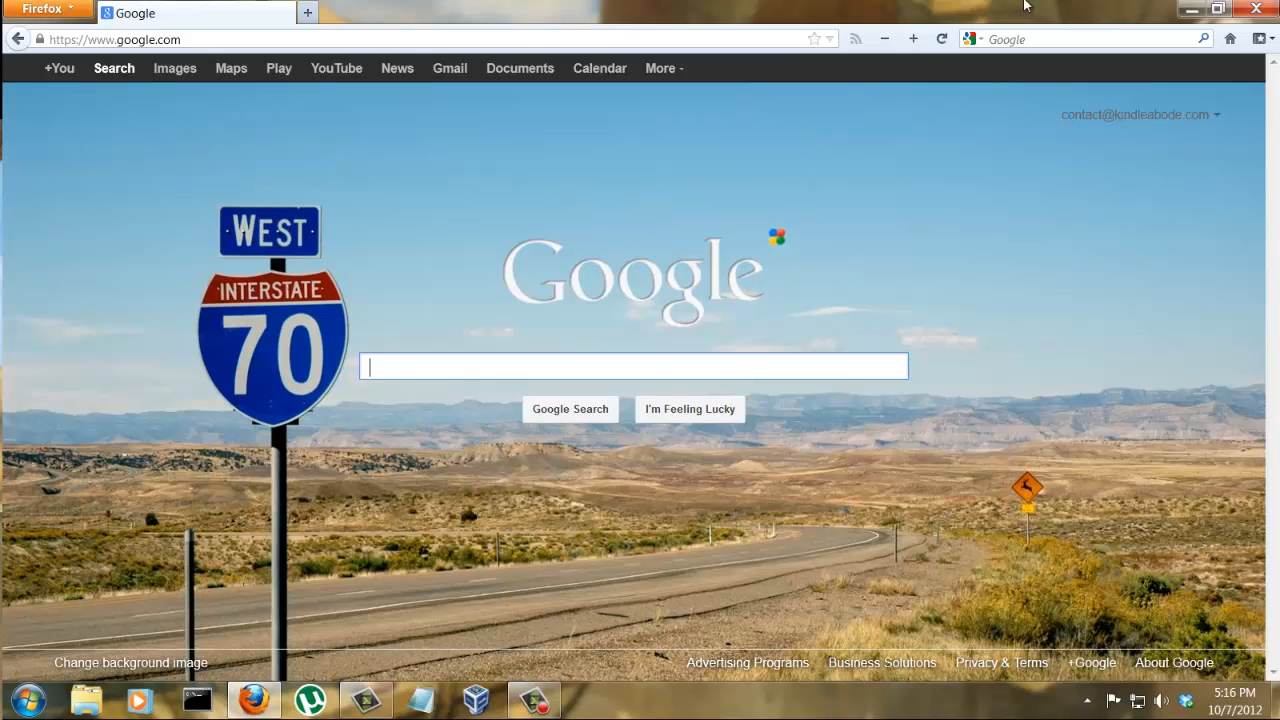 Firefox
Google
https://www.google.com
Google
+You Search Images Maps Play YouTube News Gmail Documents Calendar More
contact@kindleabode.com
WEST
INTERSTATE
70
Google
Google Search I'm Feeling Lucky
Change background image Advertising Programs Business Solutions Privacy & Terms +Google About Google
5:16 PM
10/7/2012